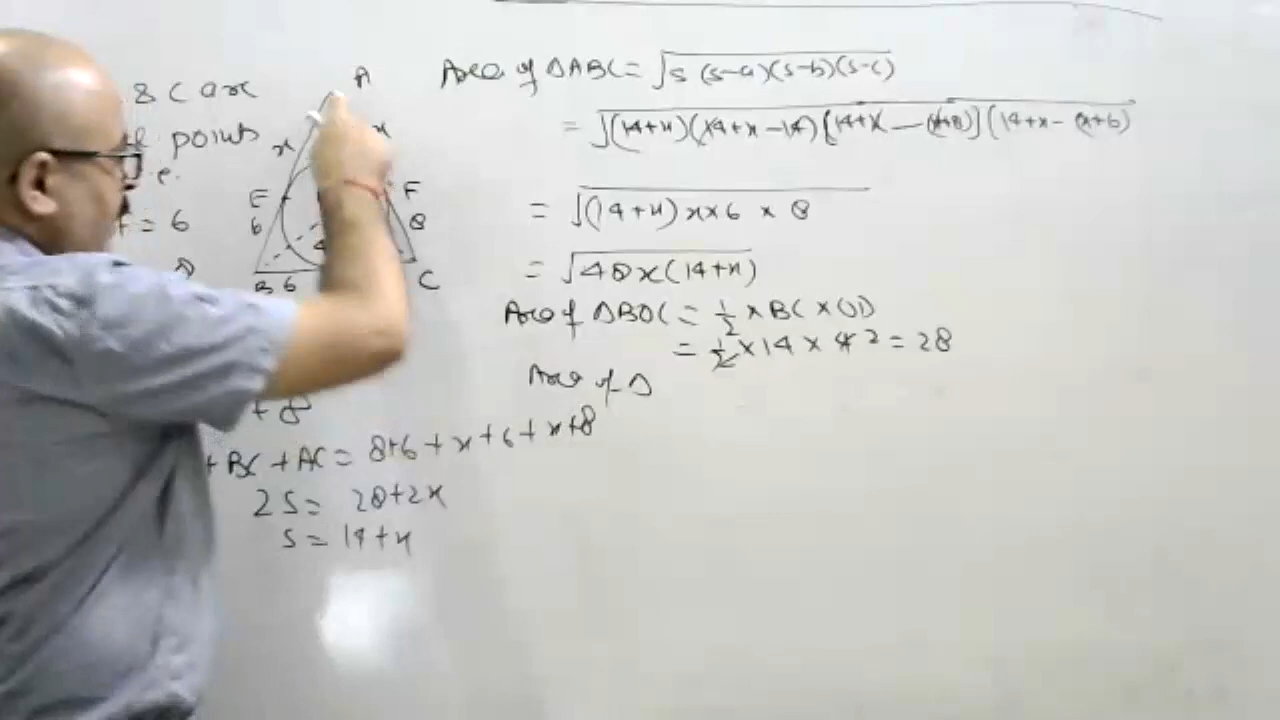 & C are
points
e.
= 6
A
x
x
E
F
6
8
B 6
C
+ 8
+ BC + AC = 8+6+x+6+x+8
2S = 28+2x
S = 14+x
Area of ΔABC = √s (s-a)(s-b)(s-c)
= √(14+x)(14+x-14)[14+x-(x+8)][14+x-(x+6)
= √(14+x) x×6 × 8
= √48x(14+x)
Area of ΔBOC = 1/2 × BC × OD
= 1/2 × 14 × 4 2 = 28
Area of Δ